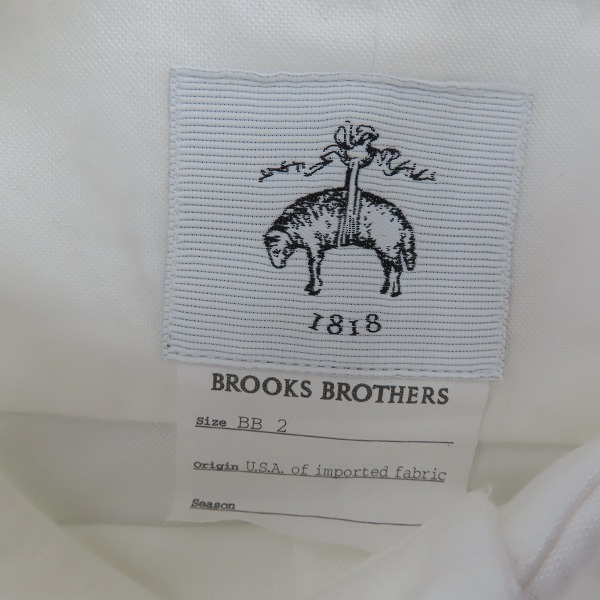 1818
BROOKS BROTHERS
Size BB 2
Origin U.S.A. of imported fabric
Season